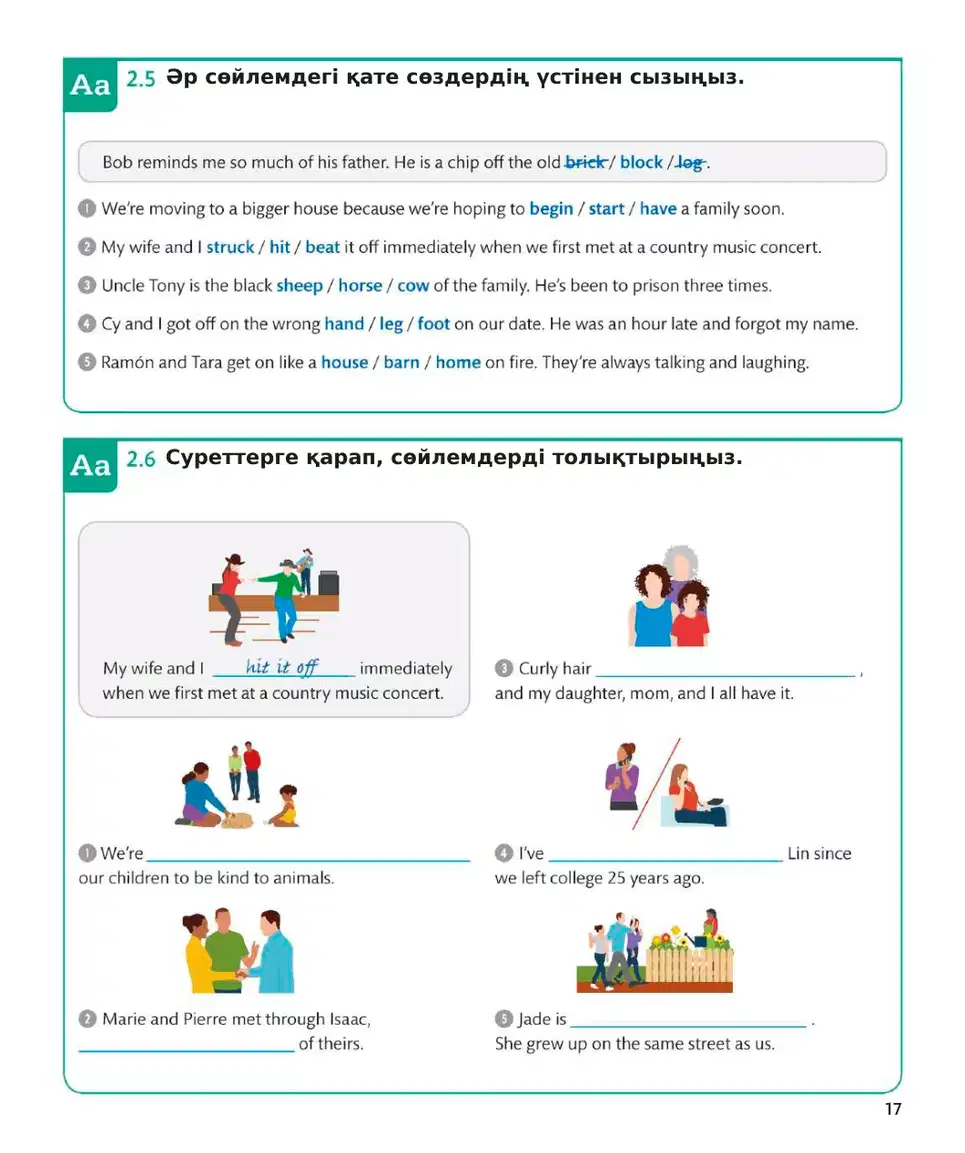 Aa 2.5 Әр сөйлемдегі қате сөздердің үстінен сызыңыз.
Bob reminds me so much of his father. He is a chip off the old brick / block / log.
1 We're moving to a bigger house because we're hoping to begin / start / have a family soon.
2 My wife and I struck / hit / beat it off immediately when we first met at a country music concert.
3 Uncle Tony is the black sheep / horse / cow of the family. He's been to prison three times.
4 Cy and I got off on the wrong hand / leg / foot on our date. He was an hour late and forgot my name.
5 Ramón and Tara get on like a house / barn / home on fire. They're always talking and laughing.
Aa 2.6 Суреттерге қарап, сөйлемдерді толықтырыңыз.
My wife and I hit it off immediately
when we first met at a country music concert.
1 We're
our children to be kind to animals.
2 Marie and Pierre met through Isaac,
of theirs.
3 Curly hair ,
and my daughter, mom, and I all have it.
4 I've Lin since
we left college 25 years ago.
5 Jade is .
She grew up on the same street as us.
17